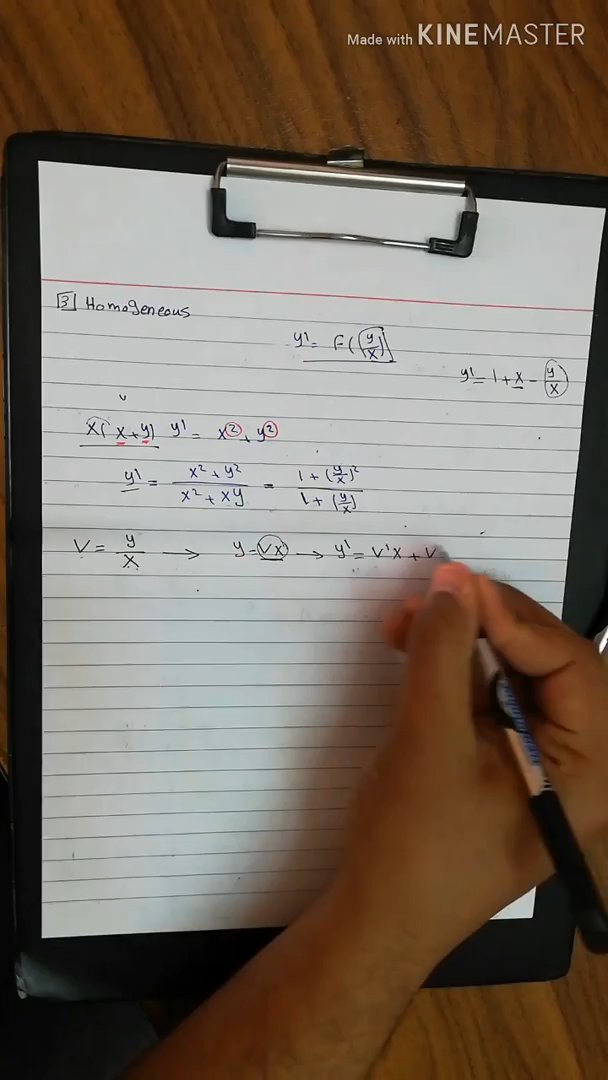 Made with KINEMASTER
[3] Homogeneous
y' = F(y/x)
y' = 1 + x - y/x
v
x(x+y) y' = x² + y²
y' = x² + y² / x² + xy = 1 + (y/x)² / 1 + (y/x)
V = y/x → y = Vx → y' = V'x + V